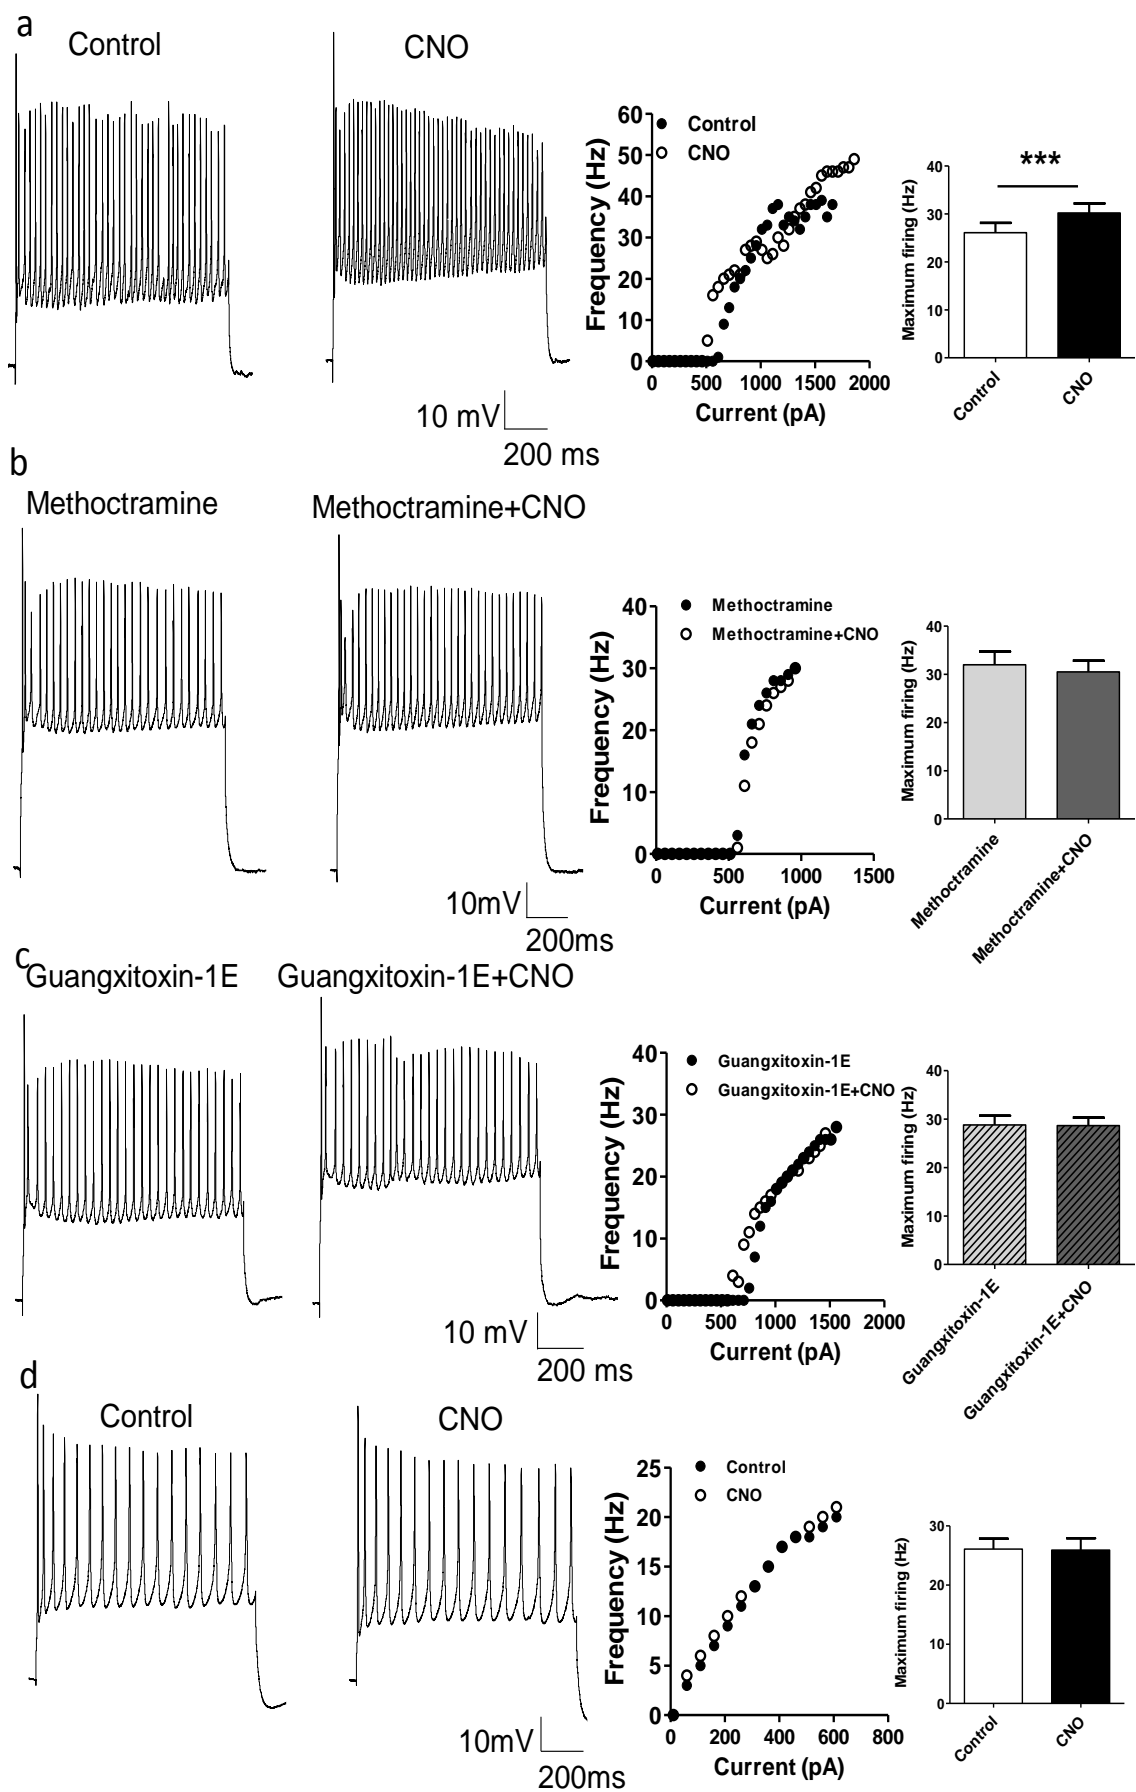 a
Control
CNO
Control
CNO
Frequency (Hz)
60
50
40
30
20
10
0
0 500 1000 1500 2000
Current (pA)
***
Maximum firing (Hz)
40
30
20
10
0
Control
CNO
10 mV
200 ms
b
Methoctramine
Methoctramine+CNO
Methoctramine
Methoctramine+CNO
Frequency (Hz)
40
30
20
10
0
0 500 1000 1500
Current (pA)
Maximum firing (Hz)
40
30
20
10
0
Methoctramine
Methoctramine+CNO
10mV
200ms
c
Guangxitoxin-1E
Guangxitoxin-1E+CNO
Guangxitoxin-1E
Guangxitoxin-1E+CNO
Frequency (Hz)
40
30
20
10
0
0 500 1000 1500 2000
Current (pA)
Maximum firing (Hz)
40
30
20
10
0
Guangxitoxin-1E
Guangxitoxin-1E+CNO
10 mV
200 ms
d
Control
CNO
Control
CNO
Frequency (Hz)
25
20
15
10
5
0
0 200 400 600 800
Current (pA)
Maximum firing (Hz)
30
20
10
0
Control
CNO
10mV
200ms